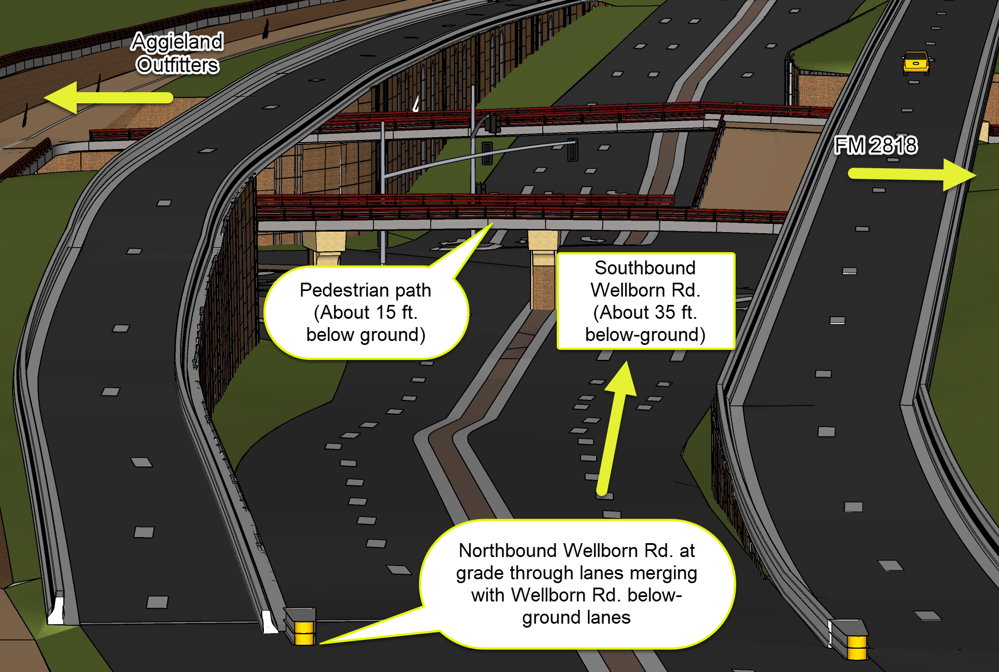 Aggieland
Outfitters
FM 2818
Southbound
Wellborn Rd.
(About 35 ft.
below-ground)
Pedestrian path
(About 15 ft.
below ground)
Northbound Wellborn Rd. at
grade through lanes merging
with Wellborn Rd. below-
ground lanes